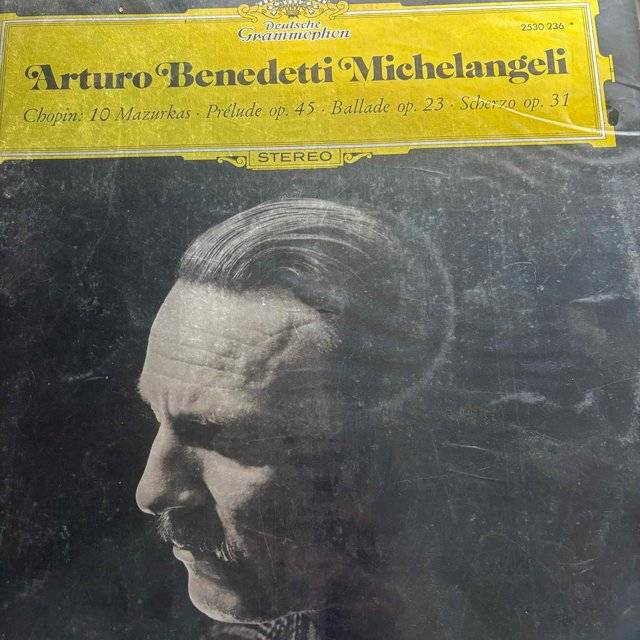 Deutsche
Grammophon
2530 236 *
Arturo Benedetti Michelangeli
Chopin: 10 Mazurkas · Prélude op. 45 · Ballade op. 23 · Scherzo op. 31
STEREO